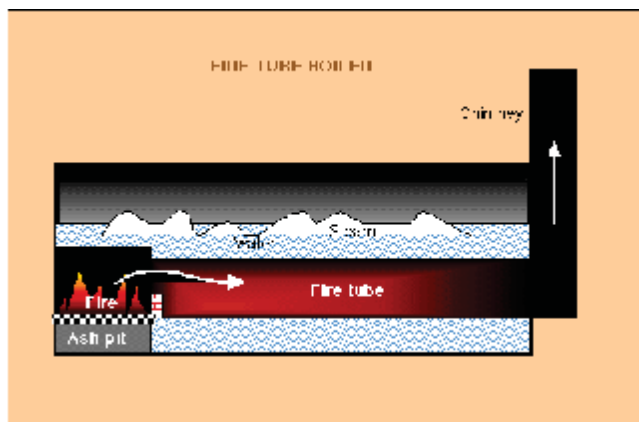 FIRE TUBE BOILER
Chimney
Steam
Water
Fire
Fire tube
Ash pit